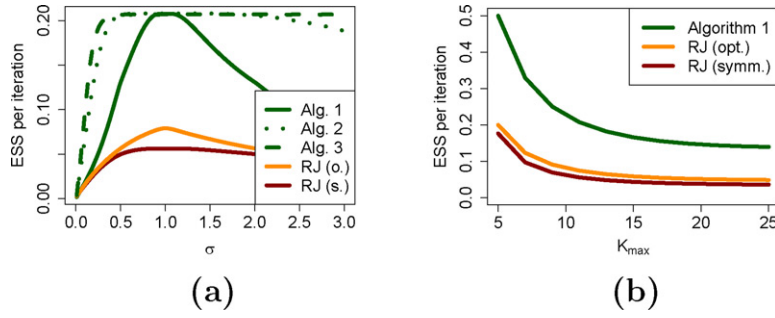 ESS per iteration
0.00
0.10
0.20
0.0
0.5
1.0
1.5
2.0
2.5
3.0
σ
Alg. 1
Alg. 2
Alg. 3
RJ (o.)
RJ (s.)
(a)
ESS per iteration
0.0
0.1
0.2
0.3
0.4
0.5
5
10
15
20
25
Kmax
Algorithm 1
RJ (opt.)
RJ (symm.)
(b)